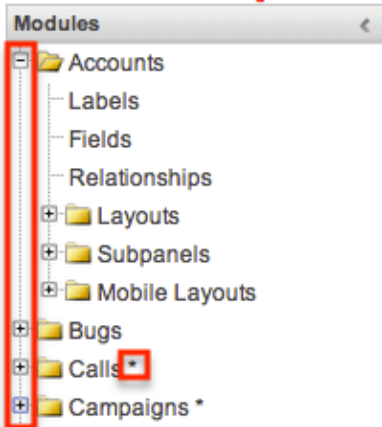 Modules
Accounts
Labels
Fields
Relationships
Layouts
Subpanels
Mobile Layouts
Bugs
Calls *
Campaigns *